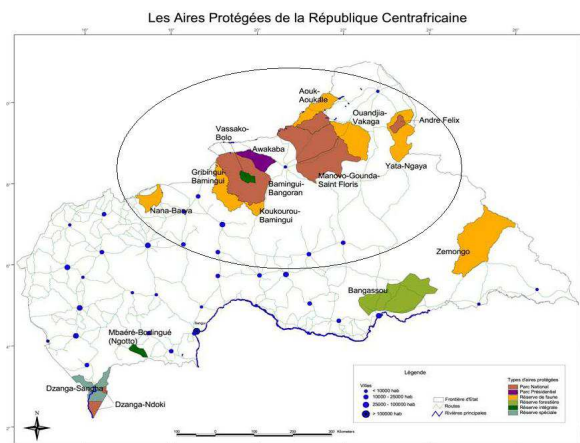 Les Aires Protégées de la République Centrafricaine
Aouk-
Aoukale
Ouandjia-
Vakaga
Andre Felix
Vassako-
Bolo
Awakaba
Yata-Ngaya
Gribingui-
Bamingui
Bamingui-
Bangoran
Manovo-Gounda-
Saint Floris
Nana-Barya
Koukourou-
Bamingui
Zemongo
Bangassou
Mbaéré-Bodingué
(Ngotto)
Dzanga-Sangha
Dzanga-Ndoki
N
Légende
Villes
< 10000 hab
10000 - 25000 hab
25000 - 100000 hab
> 100000 hab
Frontière d'Etat
Routes
Rivières principales
Types d'aires protégées
Parc National
Parc Présidentiel
Réserve de faune
Réserve forestière
Réserve intégrale
Réserve spéciale